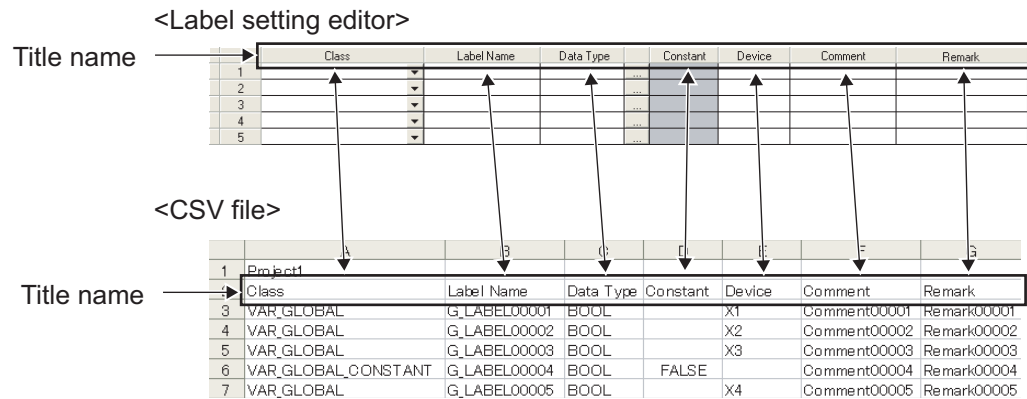 <Label setting editor>
Title name
Class Label Name Data Type Constant Device Comment Remark
1 ...
2 ...
3 ...
4 ...
5 ...
<CSV file>
A B C D E F G
1 Project1
Title name
2 Class Label Name Data Type Constant Device Comment Remark
3 VAR_GLOBAL G_LABEL00001 BOOL X1 Comment00001 Remark00001
4 VAR_GLOBAL G_LABEL00002 BOOL X2 Comment00002 Remark00002
5 VAR_GLOBAL G_LABEL00003 BOOL X3 Comment00003 Remark00003
6 VAR_GLOBAL_CONSTANT G_LABEL00004 BOOL FALSE Comment00004 Remark00004
7 VAR_GLOBAL G_LABEL00005 BOOL X4 Comment00005 Remark00005